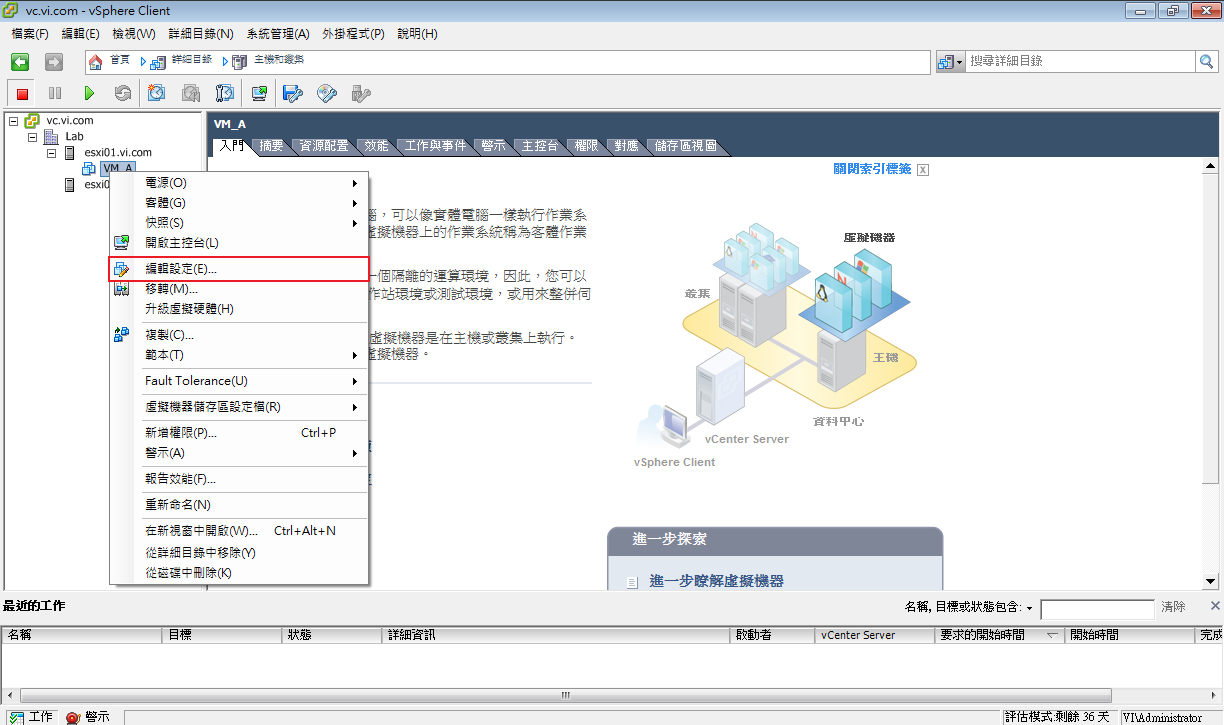 vc.vi.com - vSphere Client
檔案(F) 編輯(E) 檢視(W) 詳細目錄(N) 系統管理(A) 外掛程式(P) 說明(H)
首頁 詳細目錄 主機和叢集
搜尋詳細目錄
vc.vi.com
Lab
esxi01.vi.com
VM_A
esxi0
VM_A
入門 摘要 資源配置 效能 工作與事件 警示 主控台 權限 對應 儲存區視圖
關閉索引標籤
電源(O)
客體(G)
快照(S)
開啟主控台(L)
編輯設定(E)...
移轉(M)...
升級虛擬硬體(H)
複製(C)...
範本(T)
Fault Tolerance(U)
虛擬機器儲存區設定檔(R)
新增權限(P)... Ctrl+P
警示(A)
報告效能(F)...
重新命名(N)
在新視窗中開啟(W)... Ctrl+Alt+N
從詳細目錄中移除(Y)
從磁碟中刪除(K)
腦，可以像實體電腦一樣執行作業系
虛擬機器上的作業系統稱為客體作業
一個隔離的運算環境，因此，您可以
作站環境或測試環境，或用來整併伺
虛擬機器是在主機或叢集上執行。
虛擬機器。
虛擬機器
叢集
主機
資料中心
vCenter Server
vSphere Client
進一步探索
進一步瞭解虛擬機器
最近的工作
名稱, 目標或狀態包含:
清除
名稱 目標 狀態 詳細資訊 啟動者 vCenter Server 要求的開始時間 開始時間 完成
工作 警示
評估模式:剩餘 36 天
VI\Administrator